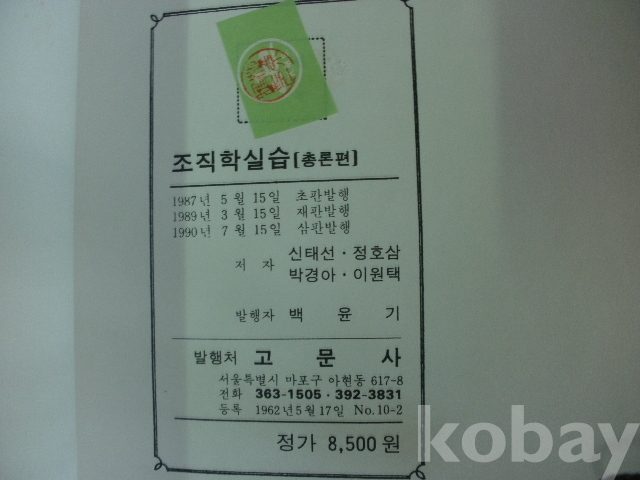 조직학실습[총론편]
1987년 5월 15일 초판발행
1989년 3월 15일 재판발행
1990년 7월 15일 삼판발행
저 자 신태선·정호삼
박경아·이원택
발행자 백 윤 기
발행처 고 문 사
서울특별시 마포구 아현동 617-8
전화 363-1505·392-3831
등록 1962년5월17일 No.10-2
정가 8,500원
kobay